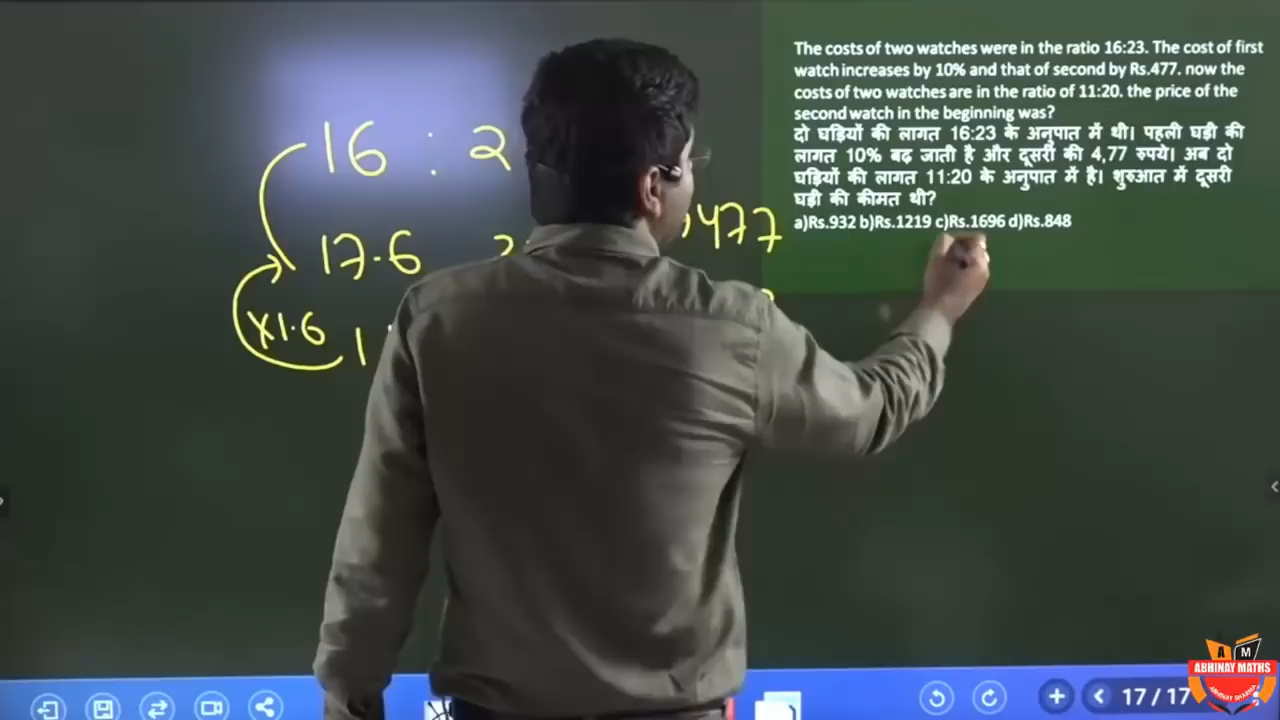 The costs of two watches were in the ratio 16:23. The cost of first
watch increases by 10% and that of second by Rs.477. now the
costs of two watches are in the ratio of 11:20. the price of the
second watch in the beginning was?
दो घड़ियों की लागत 16:23 के अनुपात में थी। पहली घड़ी की
लागत 10% बढ़ जाती है और दूसरी की 4,77 रुपये। अब दो
घड़ियों की लागत 11:20 के अनुपात में है। शुरुआत में दूसरी
घड़ी की कीमत थी?
a)Rs.932 b)Rs.1219 c)Rs.1696 d)Rs.848
16 : 2
17.6
477
x1.6
17 / 17
A M
ABHINAY MATHS
ABHINAY SHARMA